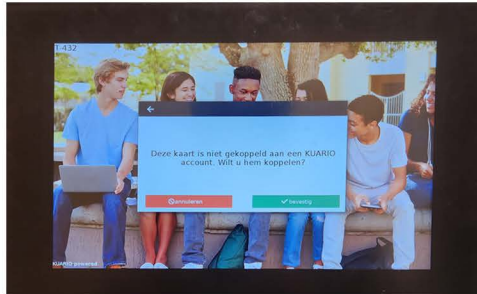 T-432
Deze kaart is niet gekoppeld aan een KUARIO
account. Wilt u hem koppelen?
annuleren
bevestig
KUARIO powered